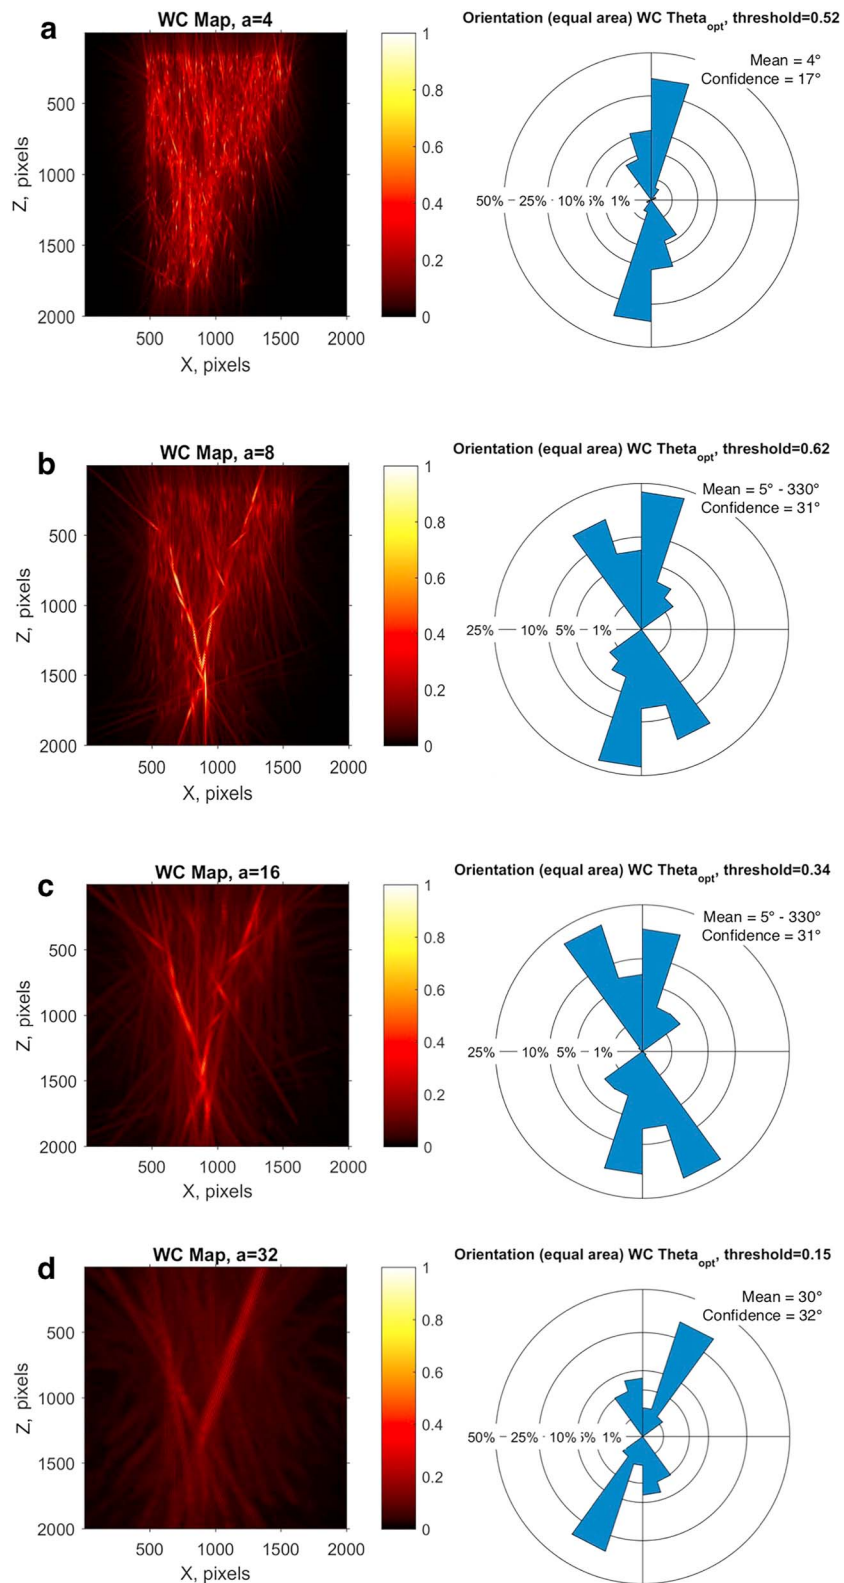 a
WC Map, a=4
Orientation (equal area) WC Theta_opt, threshold=0.52
Mean = 4°
Confidence = 17°
1
0.8
0.6
0.4
0.2
0
500
1000
1500
2000
Z, pixels
500 1000 1500 2000
X, pixels
50% 25% 10% 5% 1%
b
WC Map, a=8
Orientation (equal area) WC Theta_opt, threshold=0.62
Mean = 5° - 330°
Confidence = 31°
1
0.8
0.6
0.4
0.2
0
500
1000
1500
2000
Z, pixels
500 1000 1500 2000
X, pixels
25% 10% 5% 1%
c
WC Map, a=16
Orientation (equal area) WC Theta_opt, threshold=0.34
Mean = 5° - 330°
Confidence = 31°
1
0.8
0.6
0.4
0.2
0
500
1000
1500
2000
Z, pixels
500 1000 1500 2000
X, pixels
25% 10% 5% 1%
d
WC Map, a=32
Orientation (equal area) WC Theta_opt, threshold=0.15
Mean = 30°
Confidence = 32°
1
0.8
0.6
0.4
0.2
0
500
1000
1500
2000
Z, pixels
500 1000 1500 2000
X, pixels
50% 25% 10% 5% 1%